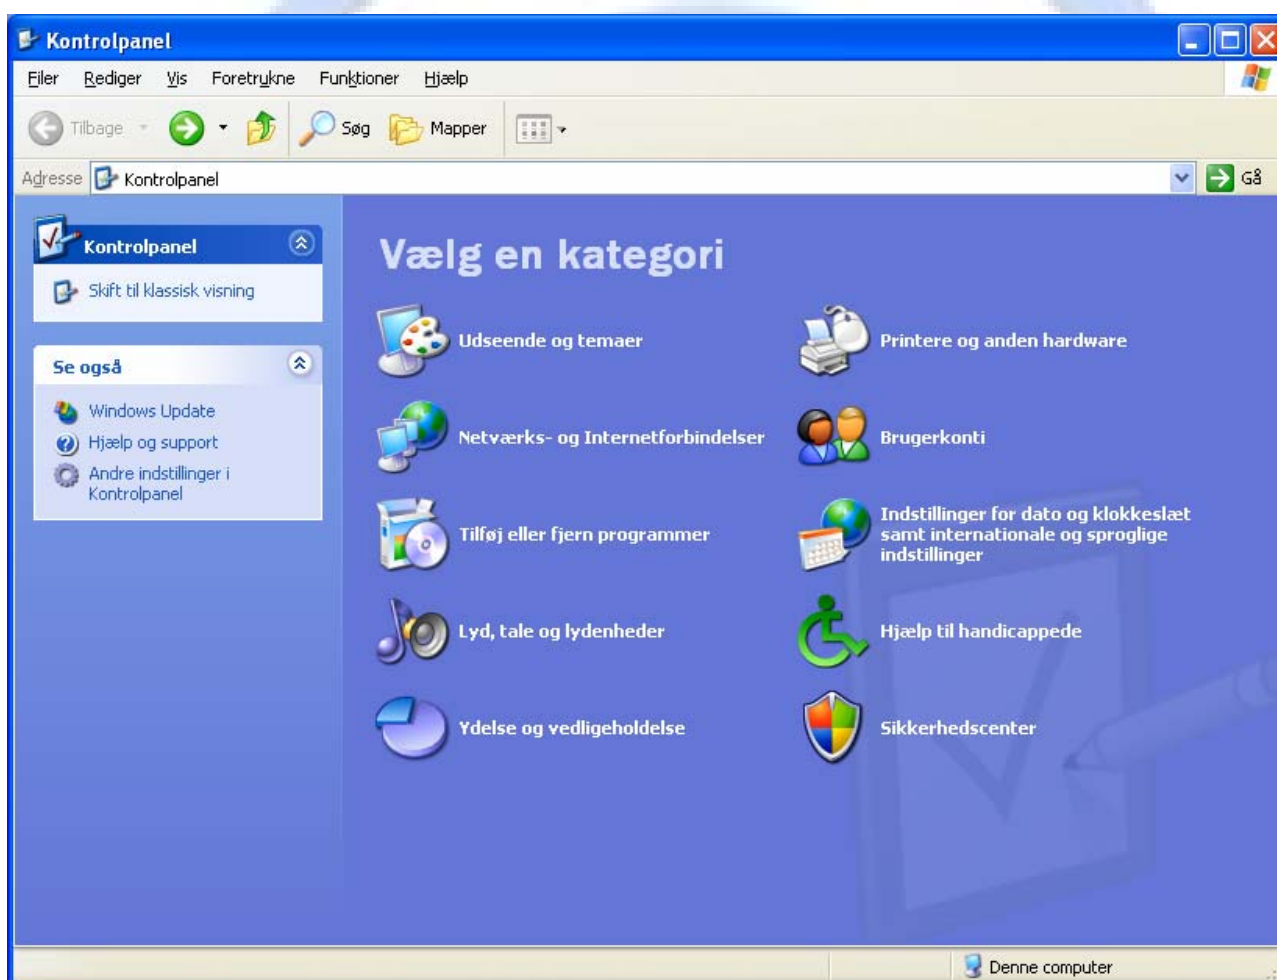 Kontrolpanel
Filer Rediger Vis Foretrukne Funktioner Hjælp
Tilbage Søg Mapper
Adresse Kontrolpanel Gå
Kontrolpanel
Skift til klassisk visning
Se også
Windows Update
Hjælp og support
Andre indstillinger i
Kontrolpanel
Vælg en kategori
Udseende og temaer
Printere og anden hardware
Netværks- og Internetforbindelser
Brugerkonti
Tilføj eller fjern programmer
Indstillinger for dato og klokkeslæt
samt internationale og sproglige
indstillinger
Lyd, tale og lydenheder
Hjælp til handicappede
Ydelse og vedligeholdelse
Sikkerhedscenter
Denne computer